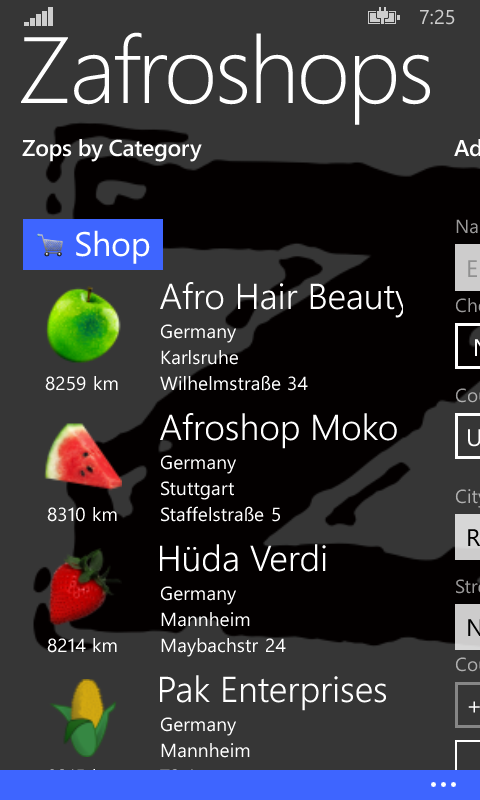 7:25
Zafroshops
Zops by Category
Ad
Na
E
Shop
Afro Hair Beauty
Germany
Karlsruhe
8259 km
Wilhelmstraße 34
Che
Cou
U
Afroshop Moko
Germany
Stuttgart
8310 km
Staffelstraße 5
City
R
Hüda Verdi
Germany
Mannheim
8214 km
Maybachstr 24
Stre
N
Cou
+
Pak Enterprises
Germany
Mannheim